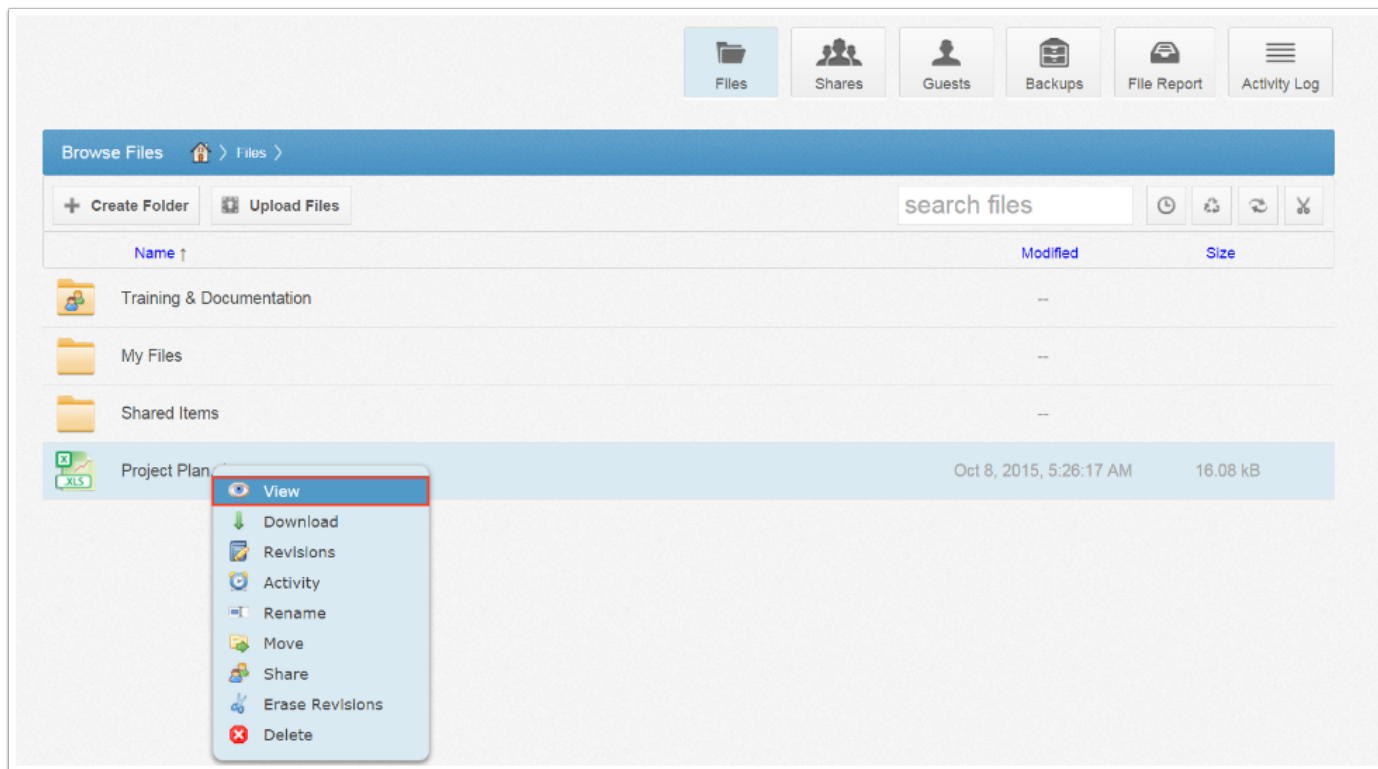 Files Shares Guests Backups File Report Activity Log
Browse Files > Files >
+ Create Folder Upload Files search files
Name ↑ Modified Size
Training & Documentation --
My Files --
Shared Items --
XLS Project Plan Oct 8, 2015, 5:26:17 AM 16.08 kB
View
Download
Revisions
Activity
Rename
Move
Share
Erase Revisions
Delete